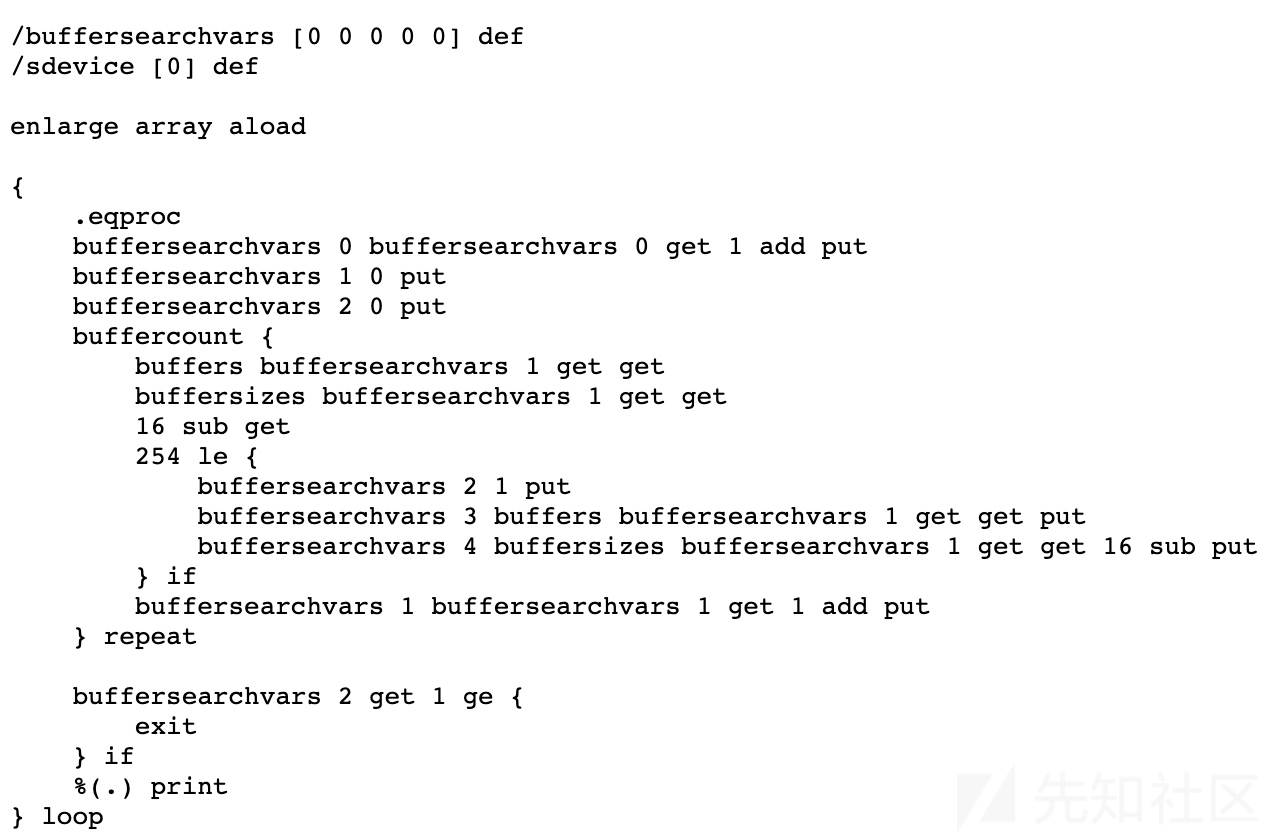 /buffersearchvars [0 0 0 0 0] def
/sdevice [0] def
enlarge array aload
{
.eqproc
buffersearchvars 0 buffersearchvars 0 get 1 add put
buffersearchvars 1 0 put
buffersearchvars 2 0 put
buffercount {
buffers buffersearchvars 1 get get
buffersizes buffersearchvars 1 get get
16 sub get
254 le {
buffersearchvars 2 1 put
buffersearchvars 3 buffers buffersearchvars 1 get get put
buffersearchvars 4 buffersizes buffersearchvars 1 get get 16 sub put
} if
buffersearchvars 1 buffersearchvars 1 get 1 add put
} repeat
buffersearchvars 2 get 1 ge {
exit
} if
%(.) print
} loop
先知社区